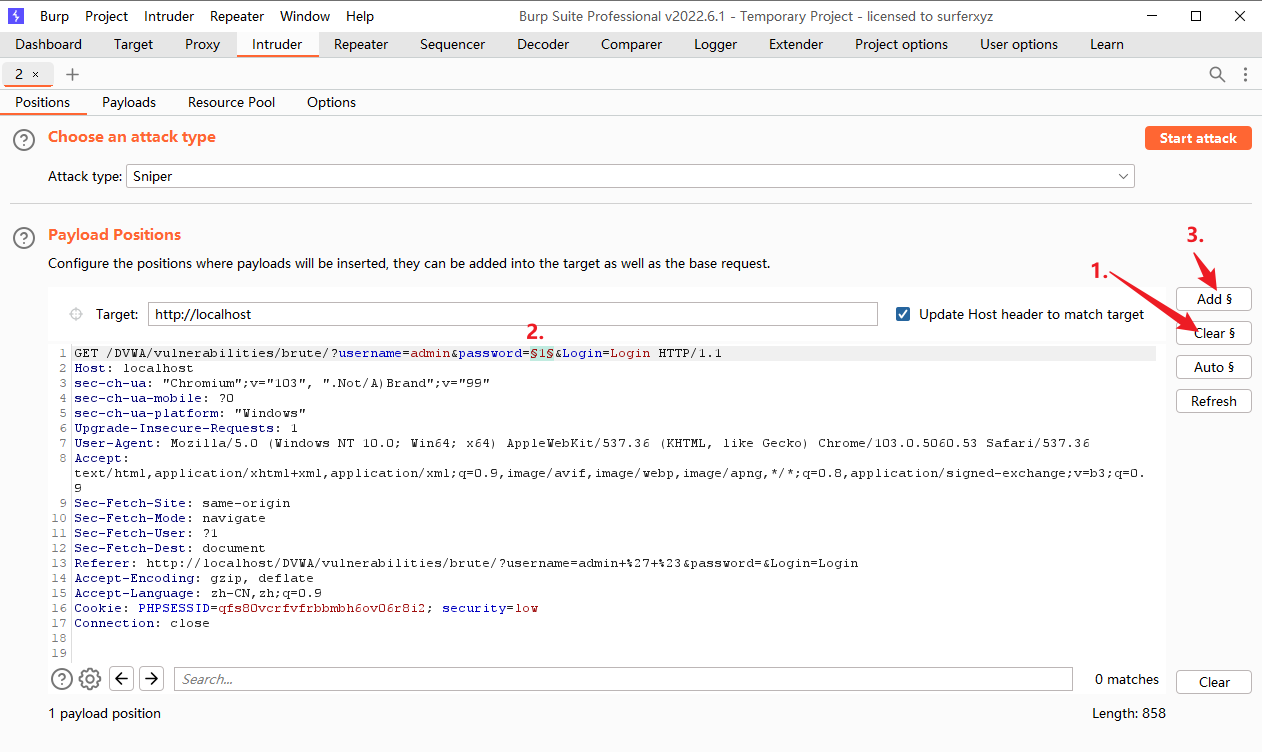 Burp Project Intruder Repeater Window Help Burp Suite Professional v2022.6.1 - Temporary Project - licensed to surferxyz
Dashboard Target Proxy Intruder Repeater Sequencer Decoder Comparer Logger Extender Project options User options Learn
2 × +
Positions Payloads Resource Pool Options
? Choose an attack type Start attack
Attack type: Sniper
? Payload Positions
3.
Configure the positions where payloads will be inserted, they can be added into the target as well as the base request.
1.
Add §
Target: http://localhost Update Host header to match target
2.
Clear §
1 GET /DVWA/vulnerabilities/brute/?username=admin&password=§1§&Login=Login HTTP/1.1
2 Host: localhost
Auto §
3 sec-ch-ua: "Chromium";v="103", ".Not/A)Brand";v="99"
4 sec-ch-ua-mobile: ?0
Refresh
5 sec-ch-ua-platform: "Windows"
6 Upgrade-Insecure-Requests: 1
7 User-Agent: Mozilla/5.0 (Windows NT 10.0; Win64; x64) AppleWebKit/537.36 (KHTML, like Gecko) Chrome/103.0.5060.53 Safari/537.36
8 Accept:
text/html,application/xhtml+xml,application/xml;q=0.9,image/avif,image/webp,image/apng,*/*;q=0.8,application/signed-exchange;v=b3;q=0.
9
9 Sec-Fetch-Site: same-origin
10 Sec-Fetch-Mode: navigate
11 Sec-Fetch-User: ?1
12 Sec-Fetch-Dest: document
13 Referer: http://localhost/DVWA/vulnerabilities/brute/?username=admin+%27+%23&password=&Login=Login
14 Accept-Encoding: gzip, deflate
15 Accept-Language: zh-CN,zh;q=0.9
16 Cookie: PHPSESSID=qfs80vcrfvfrbbmbh6ov06r8i2; security=low
17 Connection: close
18
19
? Search... 0 matches Clear
1 payload position Length: 858